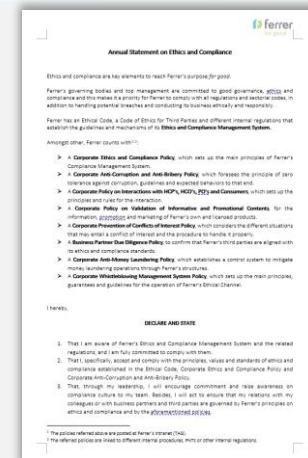 ferrer
for good
Annual Statement on Ethics and Compliance
Ethics and compliance are key elements to reach Ferrer's purpose for good.
Ferrer's governing bodies and top management are committed to good governance, ethics and
compliance and this makes it a priority for Ferrer to comply with all regulations and sectorial codes, in
addition to handling potential breaches and conducting its business ethically and responsibly.
Ferrer has an Ethical Code, a Code of Ethics for Third Parties and different internal regulations that
establish the guidelines and mechanisms of its Ethics and Compliance Management System.
Amongst other, Ferrer counts with¹˒²:
➤ A Corporate Ethics and Compliance Policy, which sets up the main principles of Ferrer's
Compliance Management System.
➤ A Corporate Anti-Corruption and Anti-Bribery Policy, which foresees the principle of zero
tolerance against corruption, guidelines and expected behaviors to that end.
➤ A Corporate Policy on Interactions with HCP's, HCO's, PO's and Consumers, which sets up the
principles and rules for the interaction.
➤ A Corporate Policy on Validation of Informative and Promotional Contents, for the
information, promotion and marketing of Ferrer's own and licensed products.
➤ A Corporate Prevention of Conflicts of Interest Policy, which considers the different situations
that may entail a conflict of interest and the procedure to handle it properly.
➤ A Business Partner Due Diligence Policy, to confirm that Ferrer's third parties are aligned with
its ethics and compliance standards.
➤ A Corporate Anti-Money Laundering Policy, which establishes a control system to mitigate
money laundering operations through Ferrer's structures.
➤ A Corporate Whistleblowing Management System Policy, which sets up the main principles,
guarantees and guidelines for the operation of Ferrer's Ethical Channel.
I hereby,
DECLARE AND STATE
1. That I am aware of Ferrer's Ethics and Compliance Management System and the related
regulations, and I am fully committed to comply with them.
2. That I, specifically, accept and comply with the principles, values and standards of ethics and
compliance established in the Ethical Code, Corporate Ethics and Compliance Policy and
Corporate Anti-Corruption and Anti-Bribery Policy.
3. That, through my leadership, I will encourage commitment and raise awareness on
compliance culture to my team. Besides, I will act to ensure that my relations with my
colleagues or with business partners and third parties are governed by Ferrer's principles on
ethics and compliance and by the aforementioned policies.
¹ The policies referred above are posted at Ferrer's intranet (TAG).
² The referred policies are linked to different internal procedures, PNTs or other internal regulations.